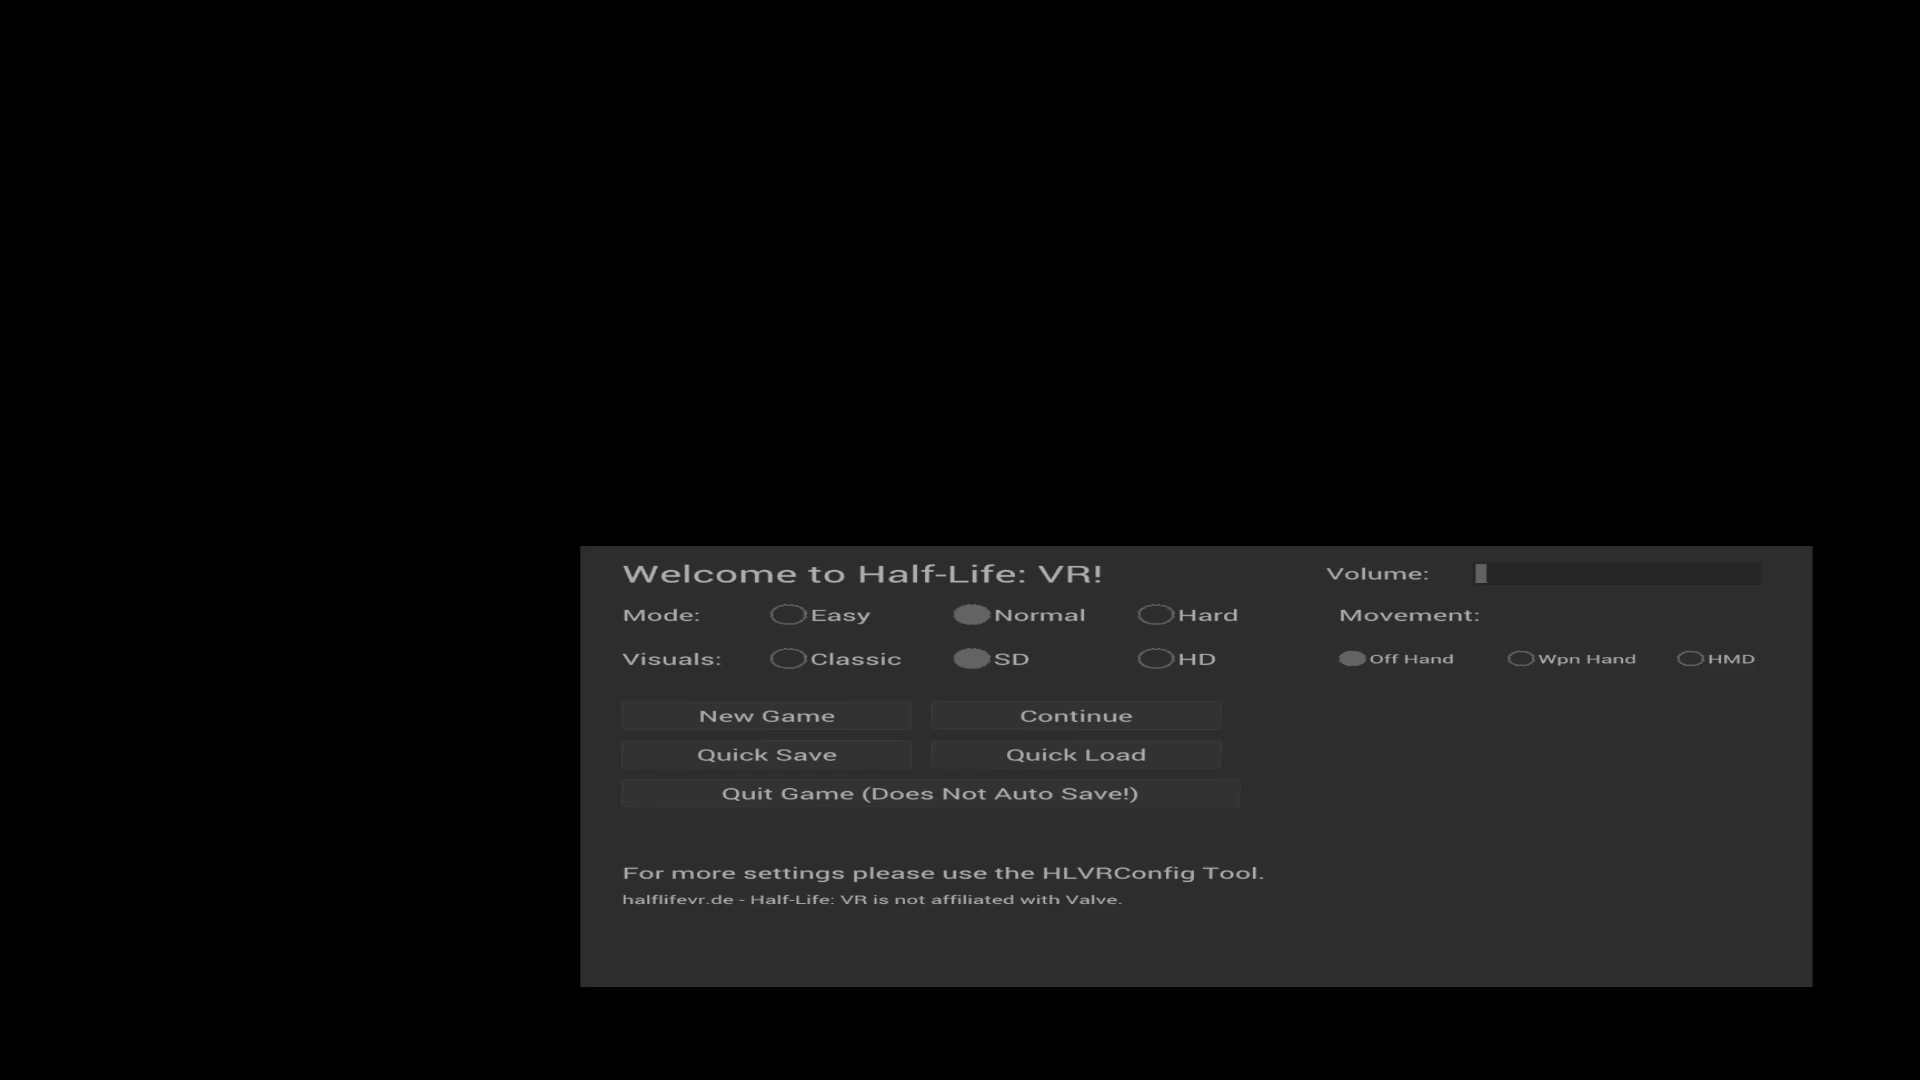 Welcome to Half-Life: VR! Volume:
Mode: Easy Normal Hard Movement:
Visuals: Classic SD HD Off Hand Wpn Hand HMD
New Game Continue
Quick Save Quick Load
Quit Game (Does Not Auto Save!)
For more settings please use the HLVRConfig Tool.
halflifevr.de - Half-Life: VR is not affiliated with Valve.